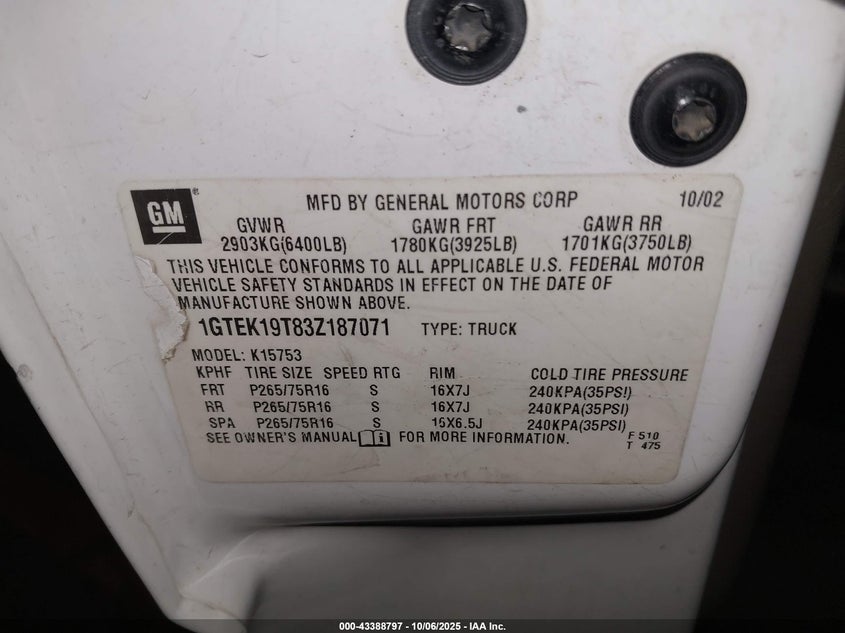 GM
®
MFD BY GENERAL MOTORS CORP 10/02
GVWR GAWR FRT GAWR RR
2903KG(6400LB) 1780KG(3925LB) 1701KG(3750LB)
THIS VEHICLE CONFORMS TO ALL APPLICABLE U.S. FEDERAL MOTOR
VEHICLE SAFETY STANDARDS IN EFFECT ON THE DATE OF
MANUFACTURE SHOWN ABOVE.
1GTEK19T83Z187071 TYPE: TRUCK
MODEL: K15753
KPHF TIRE SIZE SPEED RTG RIM COLD TIRE PRESSURE
FRT P265/75R16 S 16X7J 240KPA(35PSI)
RR P265/75R16 S 16X7J 240KPA(35PSI)
SPA P265/75R16 S 16X6.5J 240KPA(35PSI)
SEE OWNER'S MANUAL i FOR MORE INFORMATION.
F 510
T 475
000-43388797 - 10/06/2025 - IAA Inc.